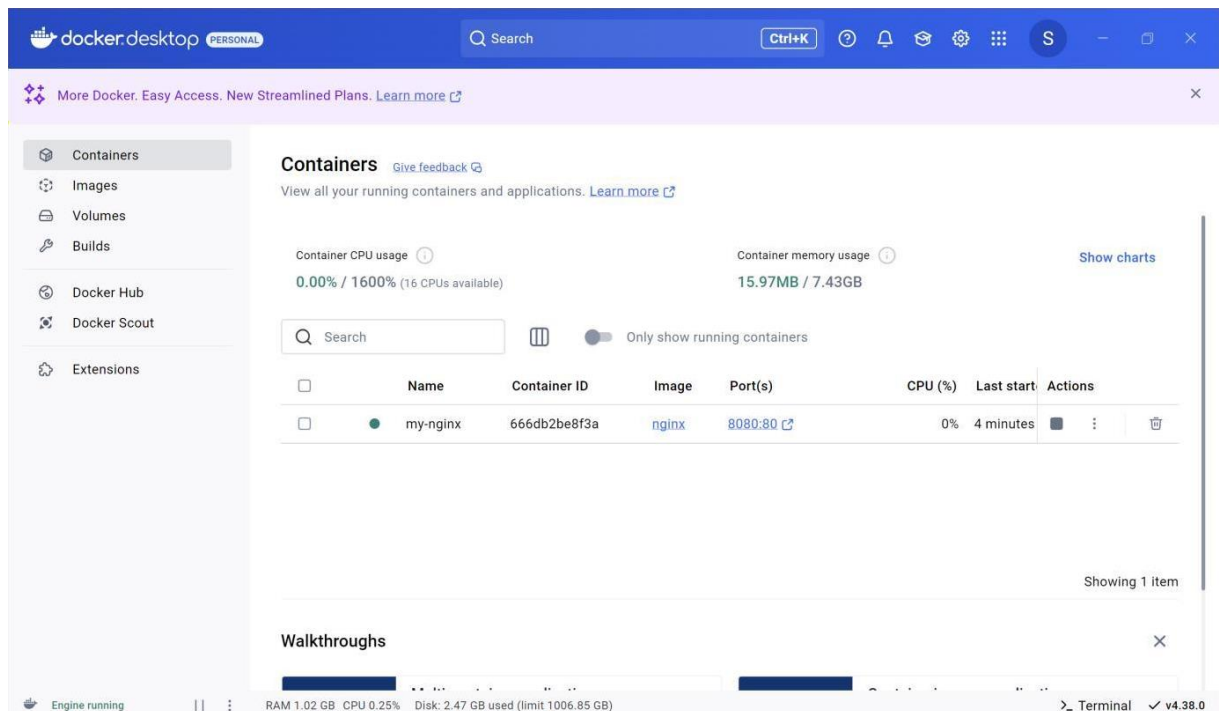 docker.desktop PERSONAL
Search
Ctrl+K
S
More Docker. Easy Access. New Streamlined Plans. Learn more
Containers
Images
Volumes
Builds
Docker Hub
Docker Scout
Extensions
Containers Give feedback
View all your running containers and applications. Learn more
Container CPU usage
0.00% / 1600% (16 CPUs available)
Container memory usage
15.97MB / 7.43GB
Show charts
Search
Only show running containers
Name Container ID Image Port(s) CPU (%) Last start Actions
my-nginx 666db2be8f3a nginx 8080:80 0% 4 minutes
Showing 1 item
Walkthroughs
Engine running
RAM 1.02 GB CPU 0.25% Disk: 2.47 GB used (limit 1006.85 GB)
>_ Terminal
v4.38.0